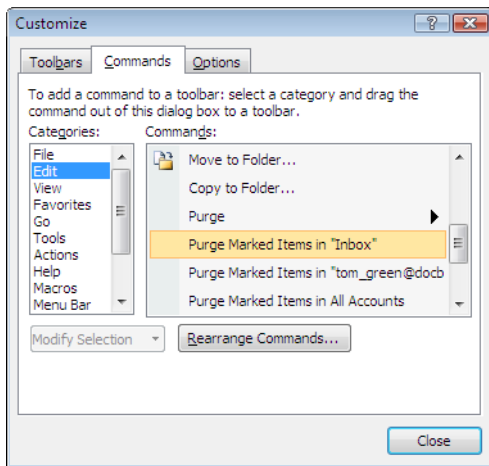 Customize
Toolbars Commands Options
To add a command to a toolbar: select a category and drag the
command out of this dialog box to a toolbar.
Categories: Commands:
File
Edit
View
Favorites
Go
Tools
Actions
Help
Macros
Menu Bar
Move to Folder...
Copy to Folder...
Purge
Purge Marked Items in "Inbox"
Purge Marked Items in "tom_green@docb
Purge Marked Items in All Accounts
Modify Selection Rearrange Commands...
Close